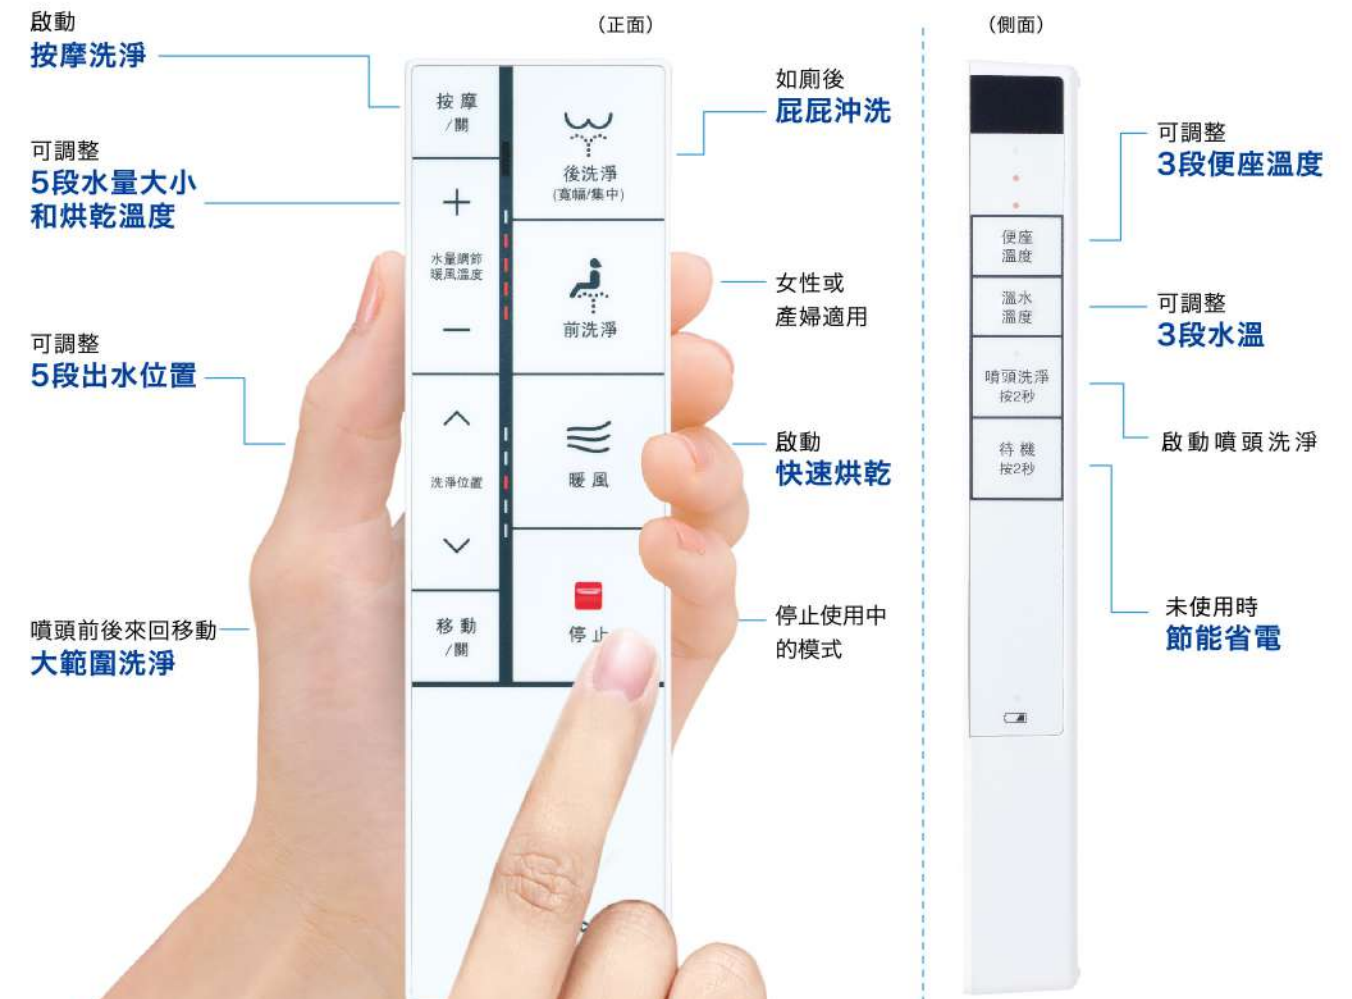 啟動
按摩洗淨
可調整
5段水量大小
和烘乾溫度
可調整
5段出水位置
噴頭前後來回移動
大範圍洗淨
（正面）
按摩
/關
+
水量調節
暖風溫度
−
洗淨位置
移動
/關
後洗淨
(寬幅/集中)
前洗淨
暖風
停止
如廁後
屁屁沖洗
女性或
產婦適用
啟動
快速烘乾
停止使用中
的模式
（側面）
便座
溫度
溫水
溫度
噴頭洗淨
按2秒
待機
按2秒
可調整
3段便座溫度
可調整
3段水溫
啟動噴頭洗淨
未使用時
節能省電